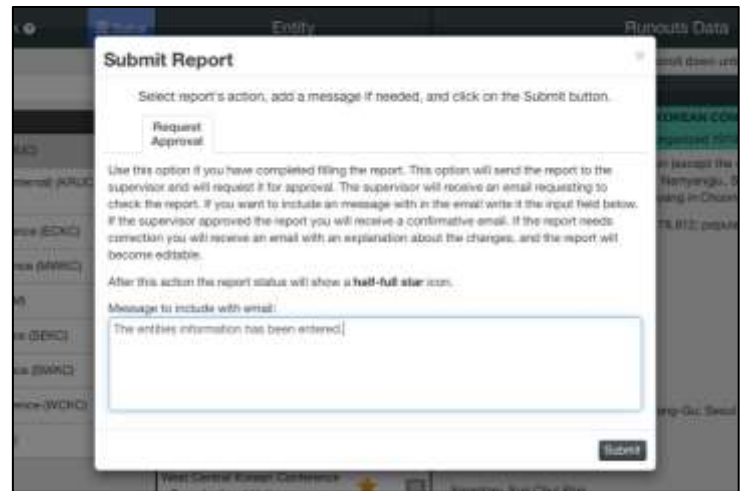 Entity
Runouts Data
Submit Report
Select report's action, add a message if needed, and click on the Submit button.
Request
Approval
Use this option if you have completed filling the report. This option will send the report to the
supervisor and will request it for approval. The supervisor will receive an email requesting to
check the report. If you want to include an message with in the email write it the input field below.
If the supervisor approved the report you will receive a confirmative email. If the report needs
correction you will receive an email with an explanation about the changes, and the report will
become editable.
After this action the report status will show a half-full star icon.
Message to include with email:
The entities information has been entered.
Submit
West Central Korean Conference